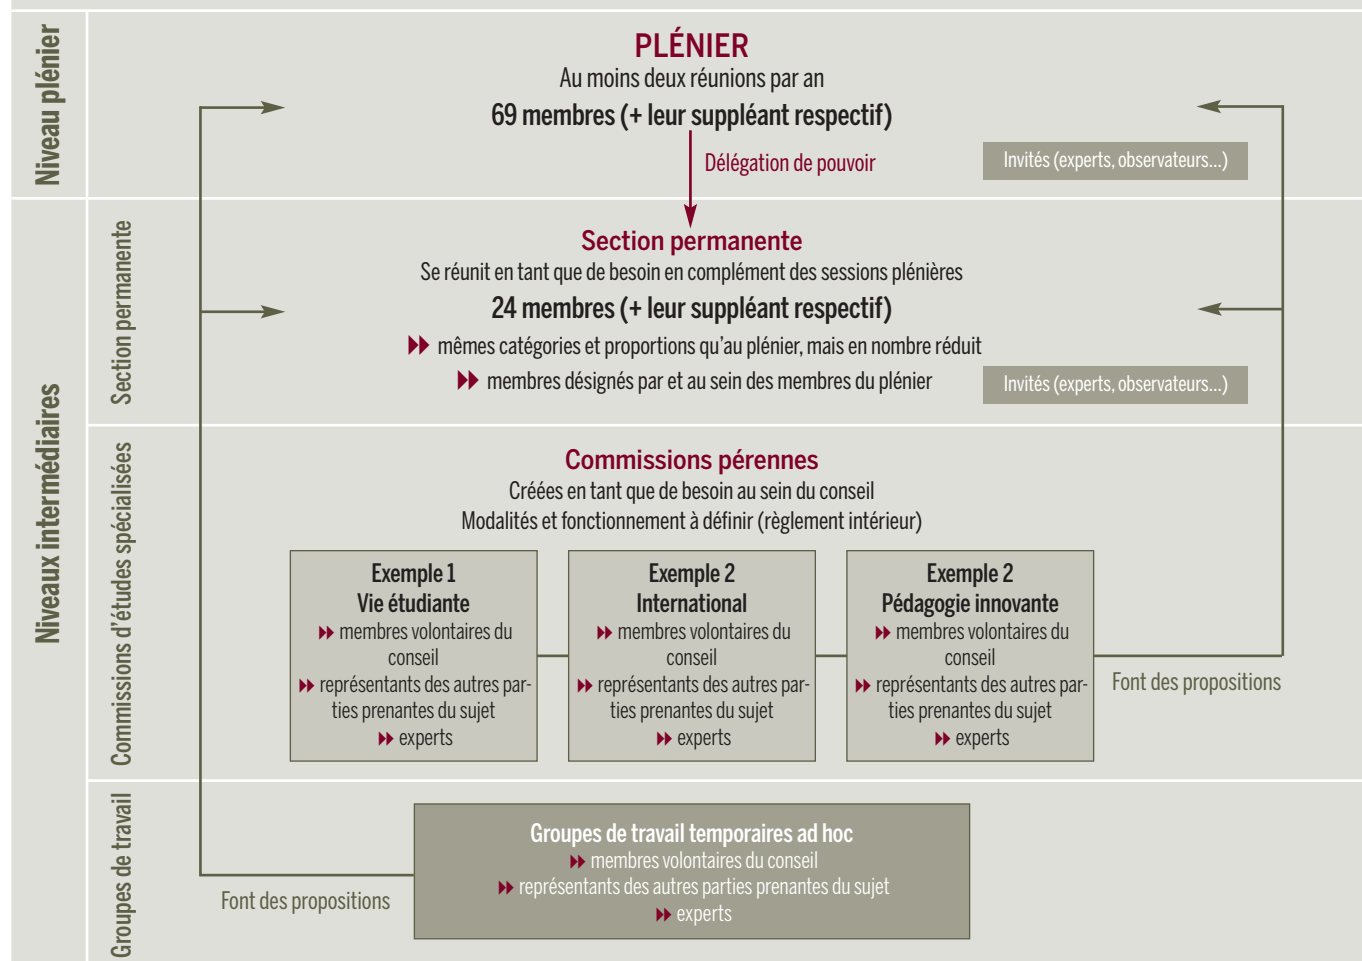 Niveau plénier
PLÉNIER
Au moins deux réunions par an
69 membres (+ leur suppléant respectif)
Délégation de pouvoir
Invités (experts, observateurs...)
Niveaux intermédiaires
Section permanente
Section permanente
Se réunit en tant que de besoin en complément des sessions plénières
24 membres (+ leur suppléant respectif)
mêmes catégories et proportions qu'au plénier, mais en nombre réduit
membres désignés par et au sein des membres du plénier
Invités (experts, observateurs...)
Commissions d'études spécialisées
Commissions pérennes
Créées en tant que de besoin au sein du conseil
Modalités et fonctionnement à définir (règlement intérieur)
Exemple 1
Vie étudiante
membres volontaires du
conseil
représentants des autres par-
ties prenantes du sujet
experts
Exemple 2
International
membres volontaires du
conseil
représentants des autres par-
ties prenantes du sujet
experts
Exemple 2
Pédagogie innovante
membres volontaires du
conseil
représentants des autres par-
ties prenantes du sujet
experts
Font des propositions
Groupes de travail
Groupes de travail temporaires ad hoc
membres volontaires du conseil
représentants des autres parties prenantes du sujet
experts
Font des propositions